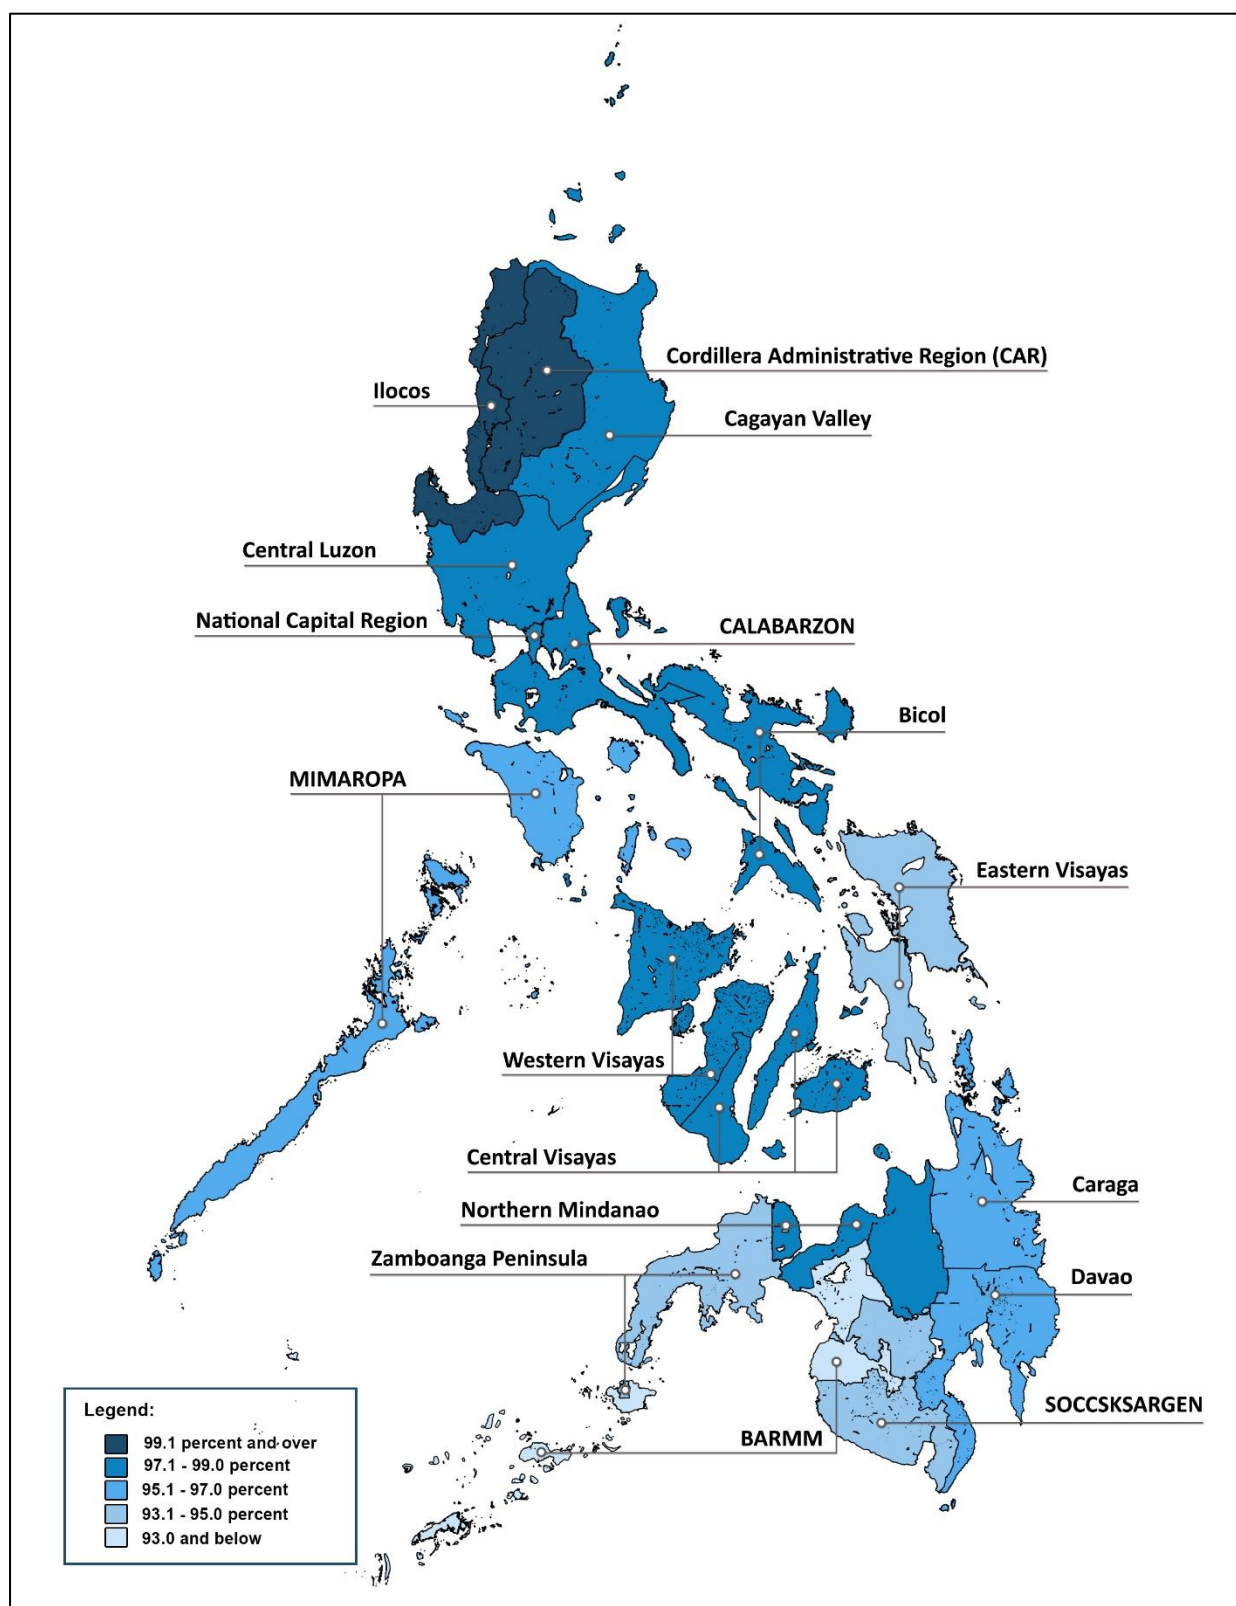 Cordillera Administrative Region (CAR)
Ilocos
Cagayan Valley
Central Luzon
National Capital Region
CALABARZON
Bicol
MIMAROPA
Eastern Visayas
Western Visayas
Central Visayas
Caraga
Northern Mindanao
Zamboanga Peninsula
Davao
SOCCSKSARGEN
BARMM
Legend:
99.1 percent and over
97.1 - 99.0 percent
95.1 - 97.0 percent
93.1 - 95.0 percent
93.0 and below